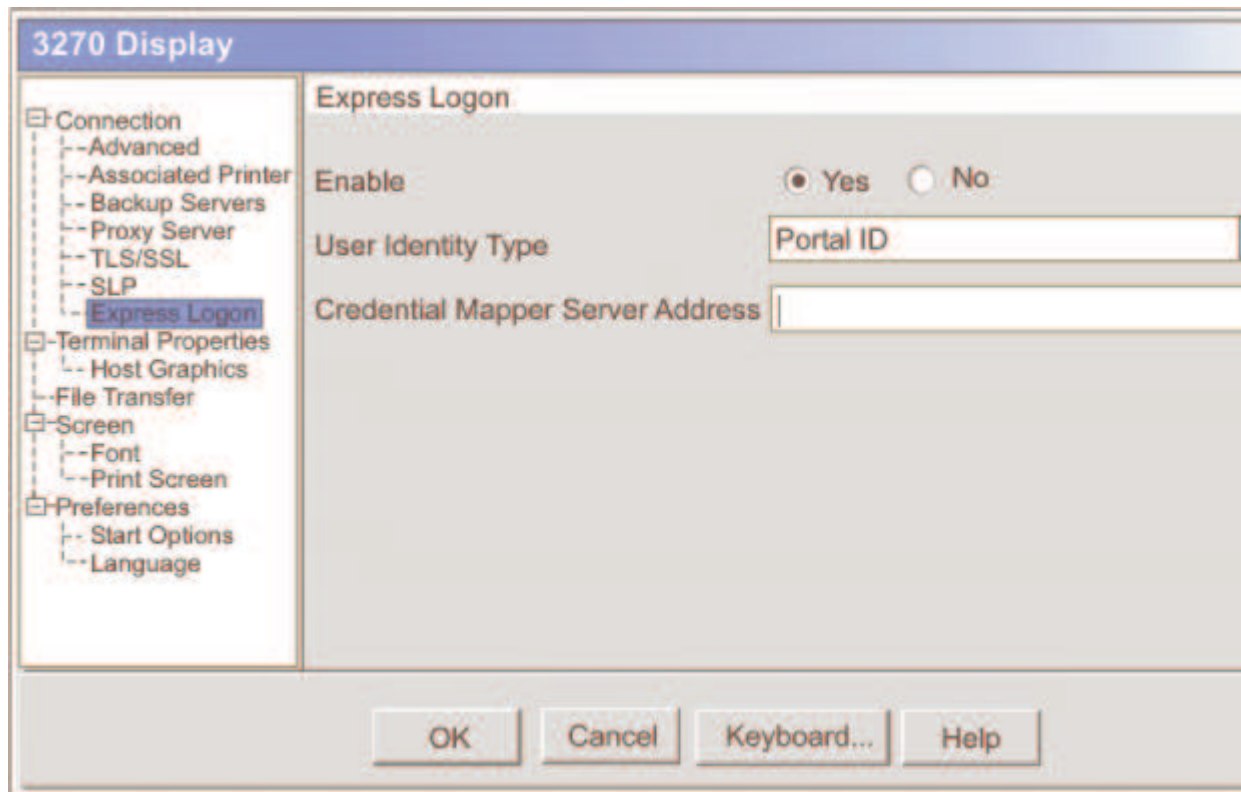 3270 Display
Connection
Advanced
Associated Printer
Backup Servers
Proxy Server
TLS/SSL
SLP
Express Logon
Terminal Properties
Host Graphics
File Transfer
Screen
Font
Print Screen
Preferences
Start Options
Language
Express Logon
Enable Yes No
User Identity Type Portal ID
Credential Mapper Server Address
OK Cancel Keyboard... Help